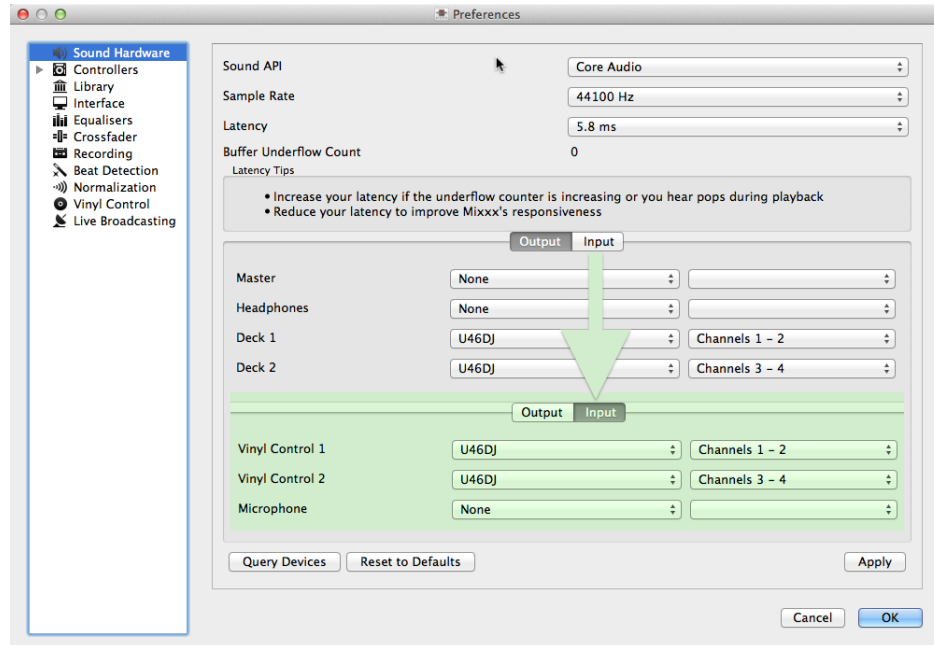 Preferences
Sound Hardware
Controllers
Library
Interface
Equalisers
Crossfader
Recording
Beat Detection
Normalization
Vinyl Control
Live Broadcasting
Sound API Core Audio
Sample Rate 44100 Hz
Latency 5.8 ms
Buffer Underflow Count 0
Latency Tips
• Increase your latency if the underflow counter is increasing or you hear pops during playback
• Reduce your latency to improve Mixxx's responsiveness
Output Input
Master None
Headphones None
Deck 1 U46DJ Channels 1 – 2
Deck 2 U46DJ Channels 3 – 4
Output Input
Vinyl Control 1 U46DJ Channels 1 – 2
Vinyl Control 2 U46DJ Channels 3 – 4
Microphone None
Query Devices Reset to Defaults Apply
Cancel OK